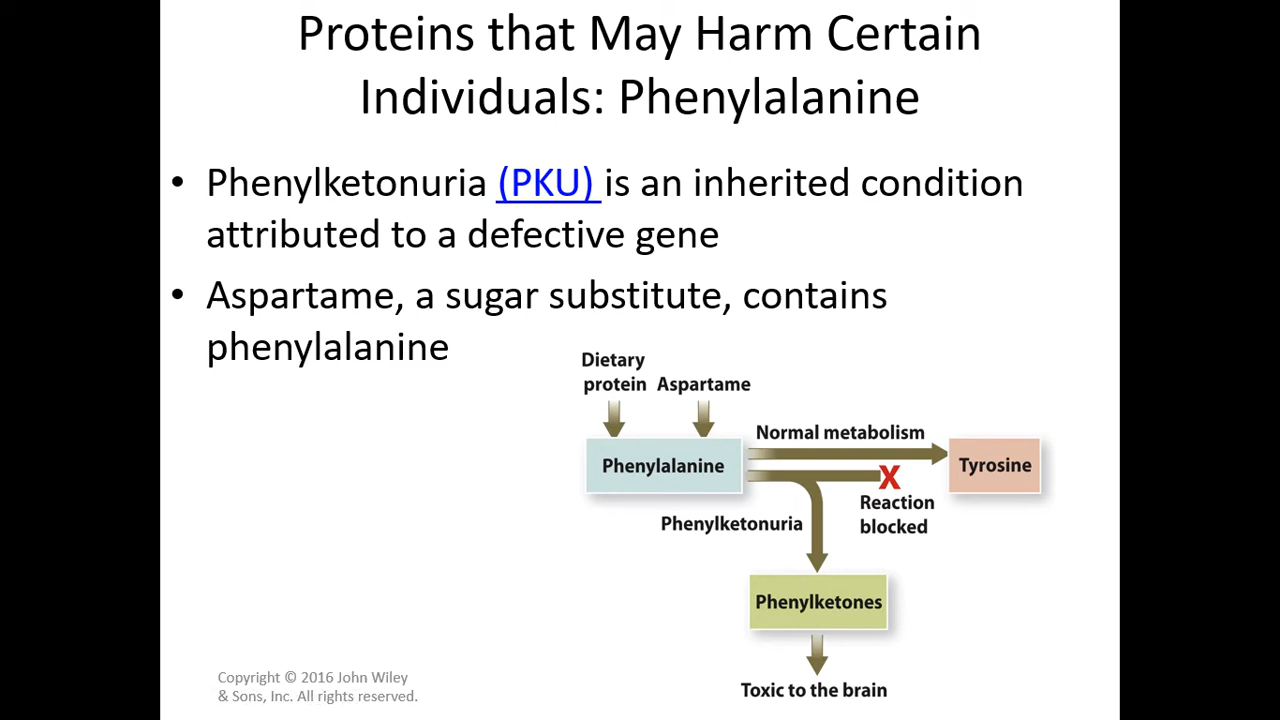 Proteins that May Harm Certain
Individuals: Phenylalanine
• Phenylketonuria (PKU) is an inherited condition
attributed to a defective gene
• Aspartame, a sugar substitute, contains
phenylalanine
Dietary
protein
Aspartame
Normal metabolism
Phenylalanine
Tyrosine
X
Reaction
blocked
Phenylketonuria
Phenylketones
Toxic to the brain
Copyright © 2016 John Wiley
& Sons, Inc. All rights reserved.